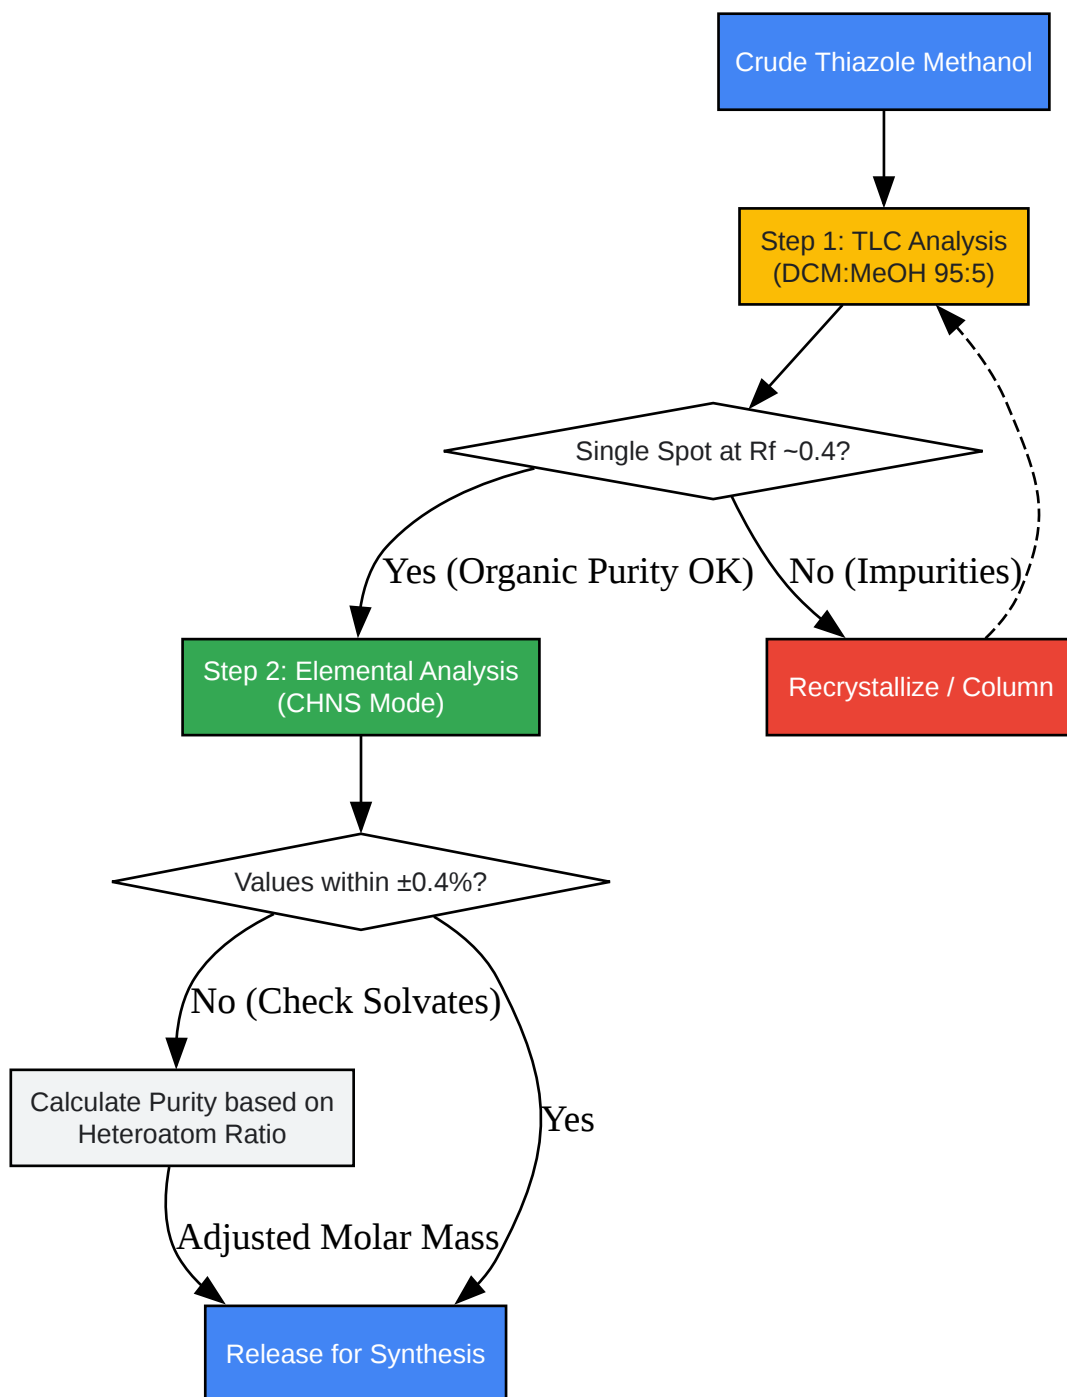 Crude Thiazole Methanol
Step 1: TLC Analysis
(DCM:MeOH 95:5)
Single Spot at Rf ~0.4?
Yes (Organic Purity OK)
No (Impurities)
Step 2: Elemental Analysis
(CHNS Mode)
Recrystallize / Column
Values within ±0.4%?
No (Check Solvates)
Calculate Purity based on
Heteroatom Ratio
Yes
Adjusted Molar Mass
Release for Synthesis